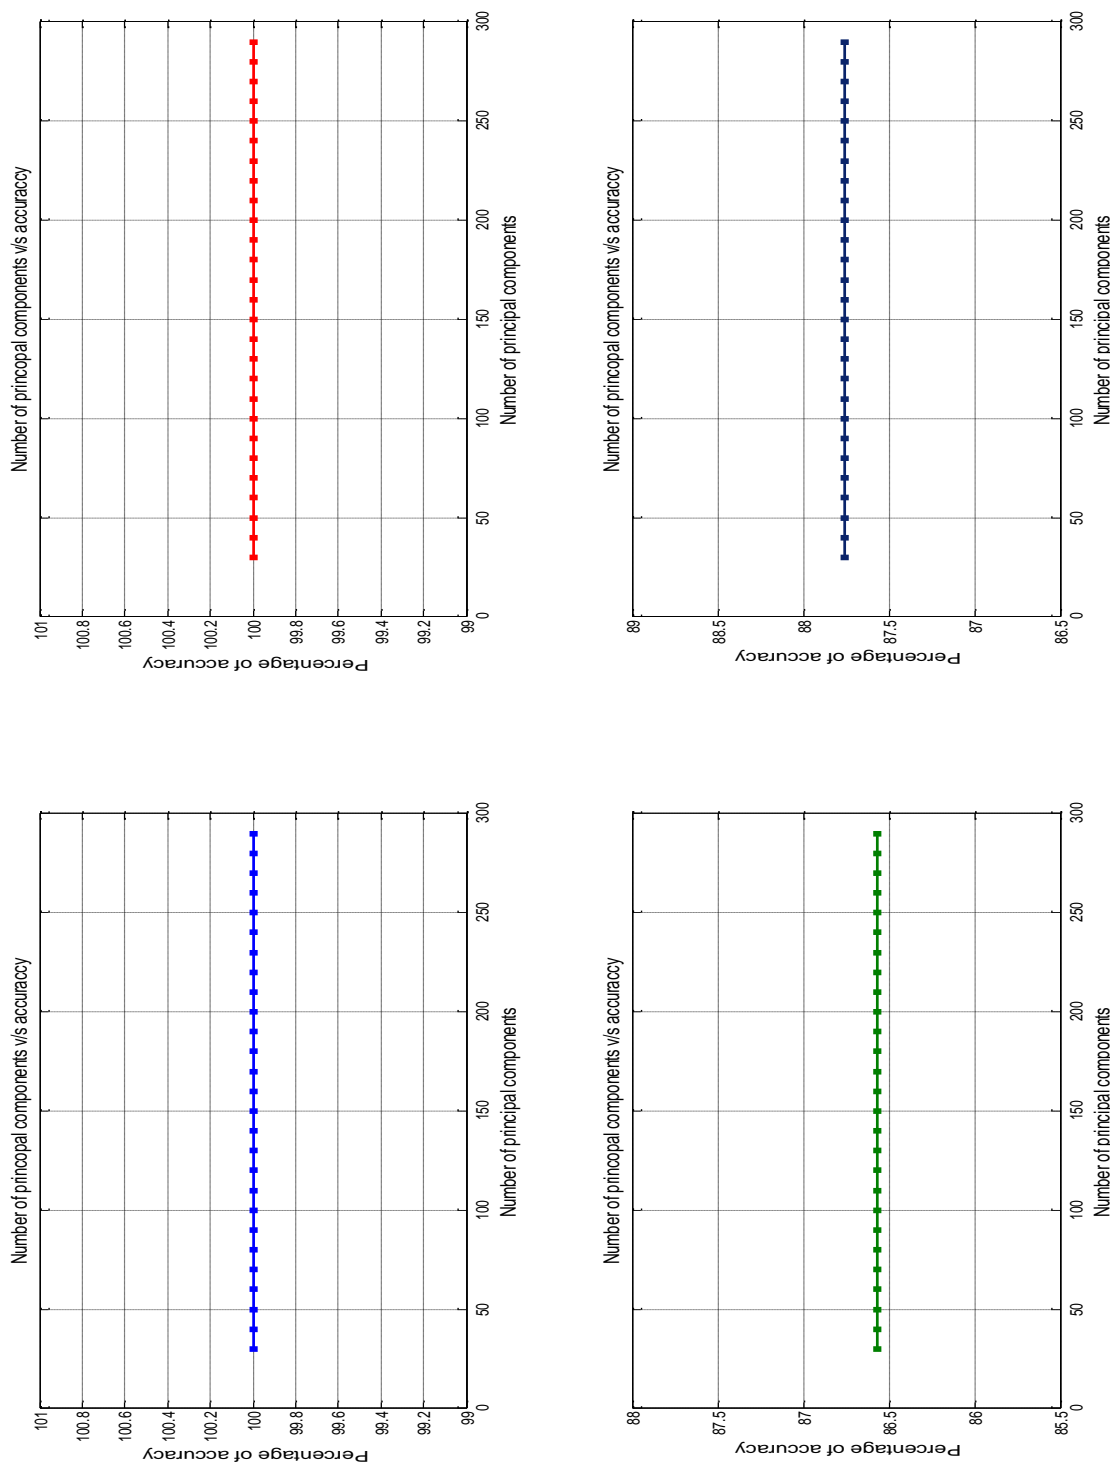 Number of princopal components v/s accuraccy
101
100.8
100.6
100.4
100.2
100
99.8
99.6
99.4
99.2
99
Percentage of accuracy
0 50 100 150 200 250 300
Number of principal components
Number of princopal components v/s accuraccy
101
100.8
100.6
100.4
100.2
100
99.8
99.6
99.4
99.2
99
Percentage of accuracy
0 50 100 150 200 250 300
Number of principal components
Number of princopal components v/s accuraccy
88
87.5
87
86.5
86
85.5
Percentage of accuracy
0 50 100 150 200 250 300
Number of principal components
Number of princopal components v/s accuraccy
88
88.5
88
87.5
87
86.5
Percentage of accuracy
0 50 100 150 200 250 300
Number of principal components